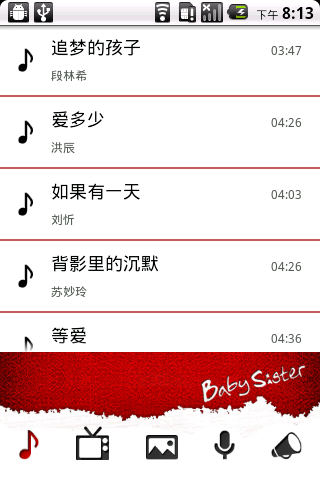 下午 8:13
追梦的孩子 03:47
段林希
爱多少 04:26
洪辰
如果有一天 04:03
刘忻
背影里的沉默 04:26
苏妙玲
等爱 04:36
Baby Sister